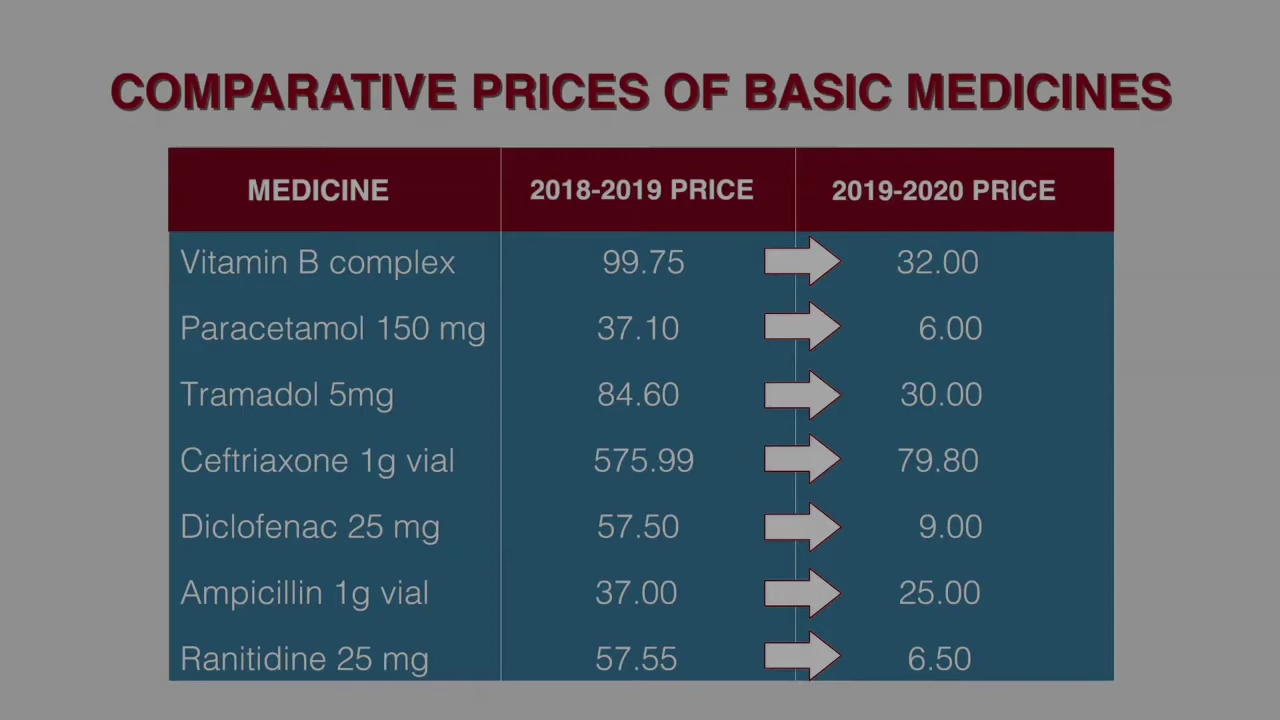 COMPARATIVE PRICES OF BASIC MEDICINES
MEDICINE 2018-2019 PRICE 2019-2020 PRICE
Vitamin B complex 99.75 32.00
Paracetamol 150 mg 37.10 6.00
Tramadol 5mg 84.60 30.00
Ceftriaxone 1g vial 575.99 79.80
Diclofenac 25 mg 57.50 9.00
Ampicillin 1g vial 37.00 25.00
Ranitidine 25 mg 57.55 6.50